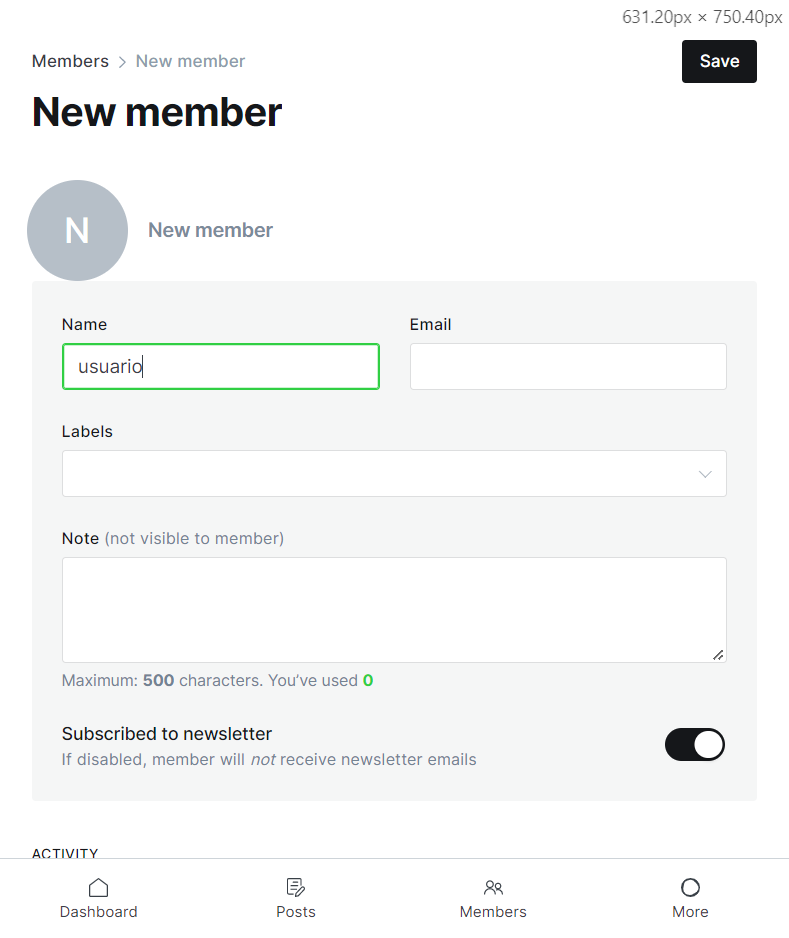 631.20px × 750.40px
Members > New member
Save
New member
N
New member
Name
Email
usuario
Labels
Note (not visible to member)
Maximum: 500 characters. You’ve used 0
Subscribed to newsletter
If disabled, member will not receive newsletter emails
ACTIVITY
Dashboard
Posts
Members
More